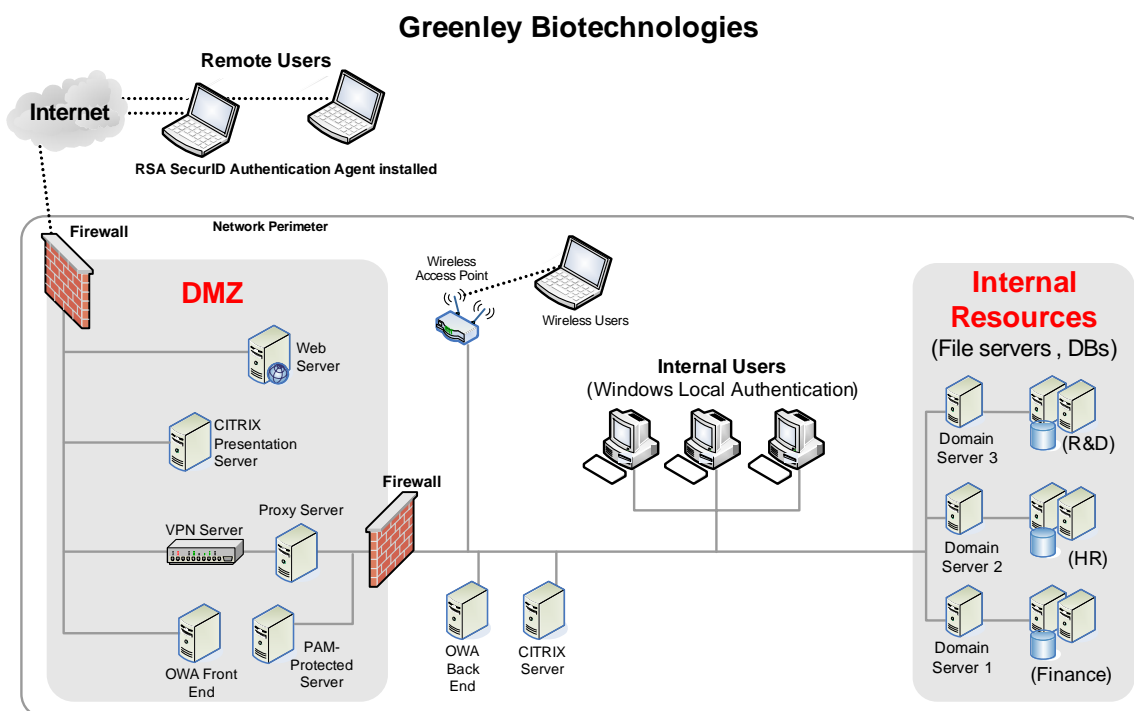 Greenley Biotechnologies
Remote Users
Internet
RSA SecurID Authentication Agent installed
Network Perimeter
Firewall
DMZ
Web
Server
CITRIX
Presentation
Server
VPN Server
Proxy Server
OWA Front
End
PAM-
Protected
Server
Firewall
Wireless
Access Point
Wireless Users
Internal Users
(Windows Local Authentication)
OWA
Back
End
CITRIX
Server
Internal
Resources
(File servers , DBs)
Domain
Server 3
(R&D)
Domain
Server 2
(HR)
Domain
Server 1
(Finance)